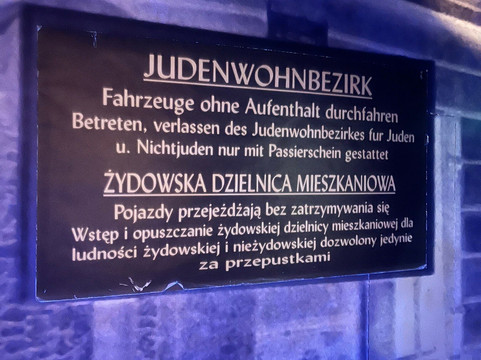 JUDENWOHNBEZIRK
Fahrzeuge ohne Aufenthalt durchfahren
Betreten, verlassen des Judenwohnbezirkes fur Juden
u. Nichtjuden nur mit Passierschein gestattet
ŻYDOWSKA DZIELNICA MIESZKANIOWA
Pojazdy przejeżdżają bez zatrzymywania się
Wstęp i opuszczanie żydowskiej dzielnicy mieszkaniowej dla
ludności żydowskiej i nieżydowskiej dozwolony jedynie
za przepustkami